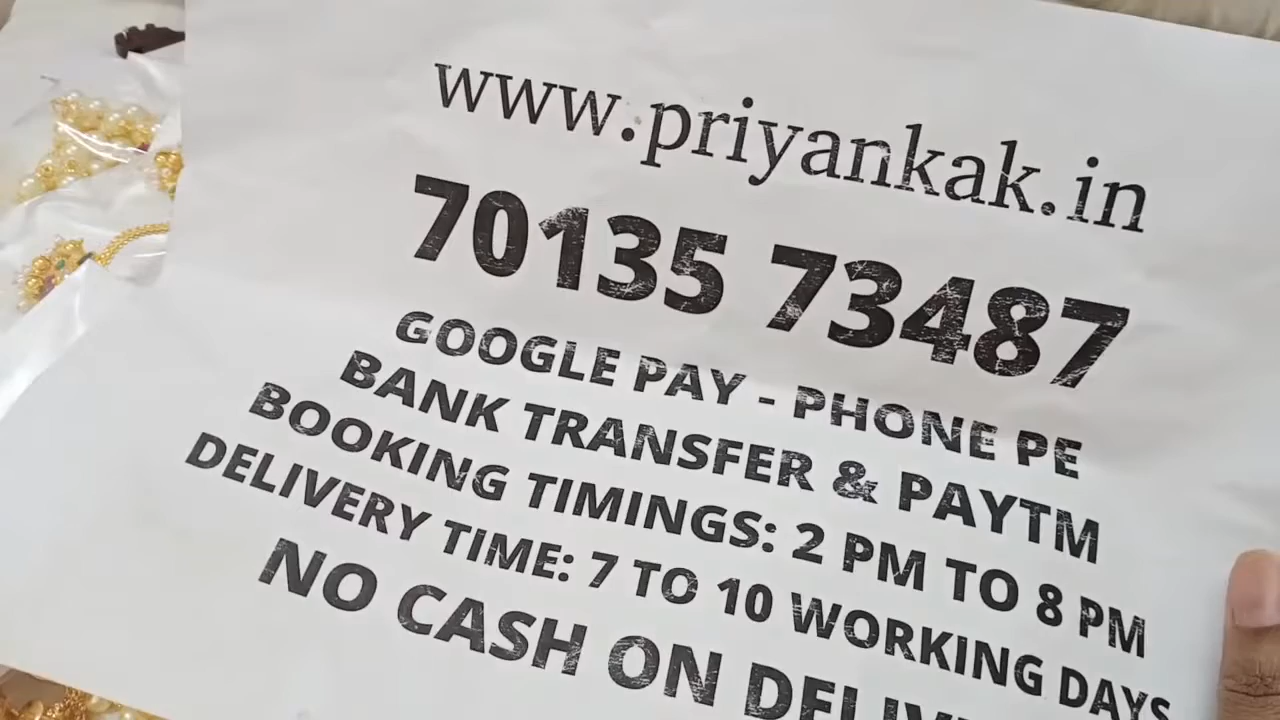 www.priyankak.in
70135 73487
GOOGLE PAY - PHONE PE
BANK TRANSFER & PAYTM
BOOKING TIMINGS: 2 PM TO 8 PM
DELIVERY TIME: 7 TO 10 WORKING DAYS
NO CASH ON